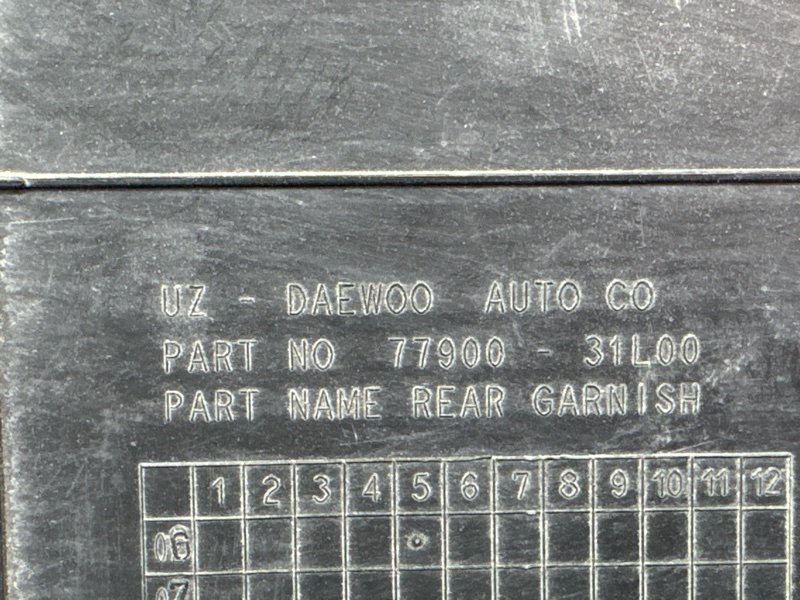 UZ - DAEWOO AUTO CO
PART NO 77900 - 31L00
PART NAME REAR GARNISH
1 2 3 4 5 6 7 8 9 10 11 12
06
07